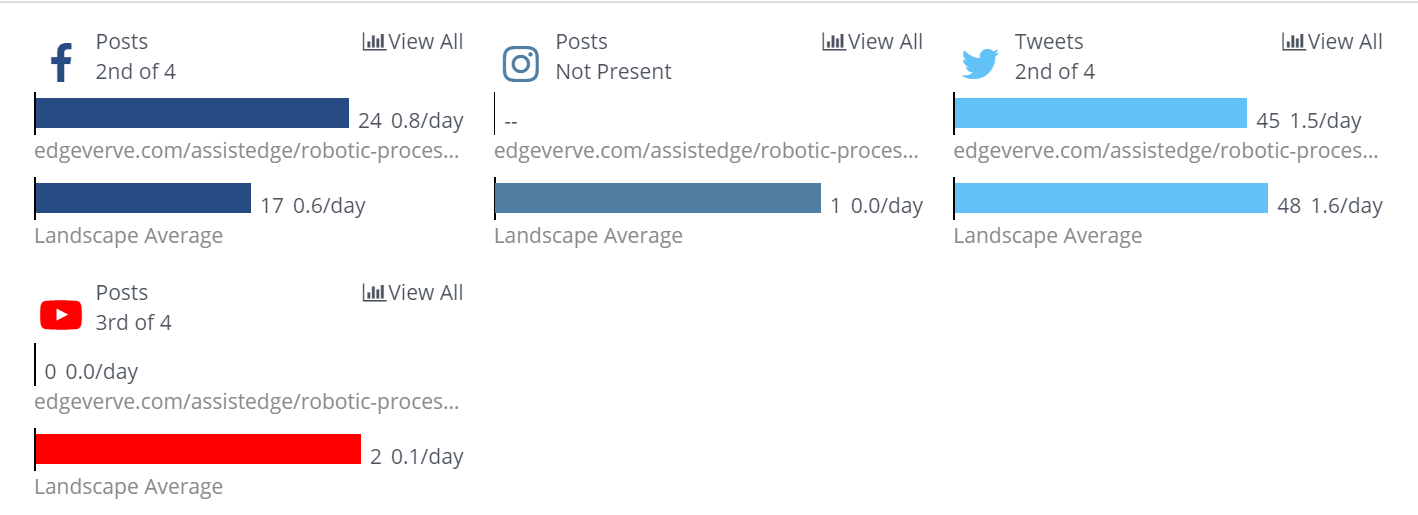 Posts
View All
2nd of 4
24 0.8/day
edgeverve.com/assistedge/robotic-proces...
17 0.6/day
Landscape Average
Posts
View All
Not Present
--
edgeverve.com/assistedge/robotic-proces...
1 0.0/day
Landscape Average
Tweets
View All
2nd of 4
45 1.5/day
edgeverve.com/assistedge/robotic-proces...
48 1.6/day
Landscape Average
Posts
View All
3rd of 4
0 0.0/day
edgeverve.com/assistedge/robotic-proces...
2 0.1/day
Landscape Average